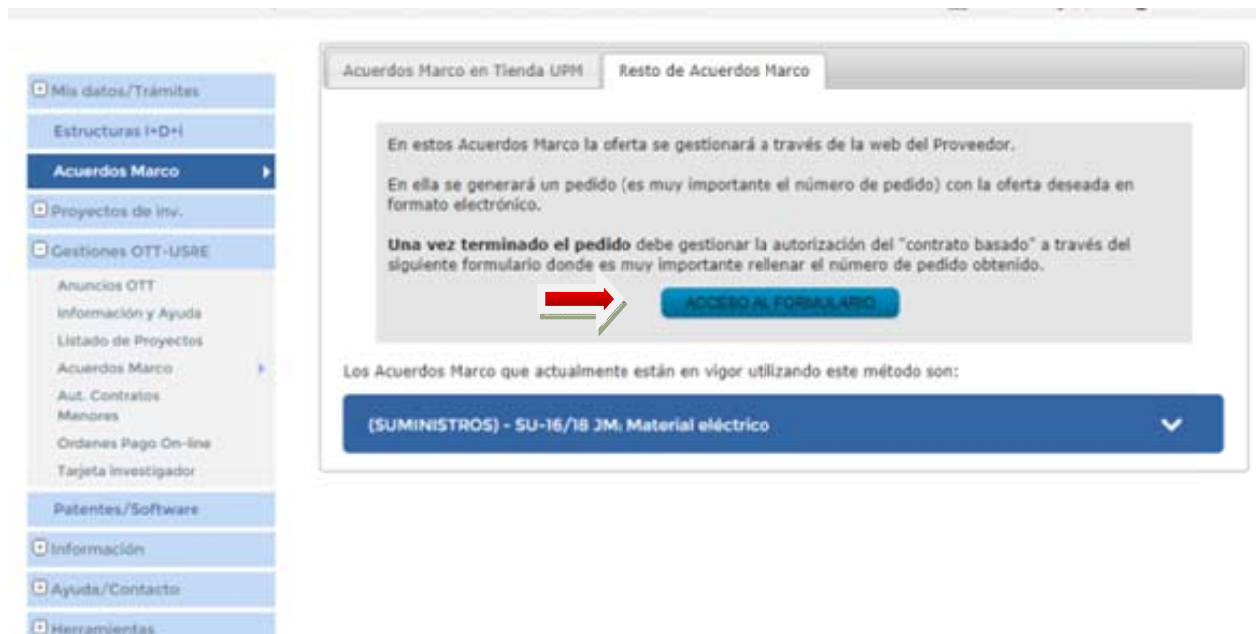 Mis datos/Trámites
Estructuras I+D+i
Acuerdos Marco
Proyectos de inv.
Gestiones OTT-USRE
Anuncios OTT
Información y Ayuda
Listado de Proyectos
Acuerdos Marco
Aut. Contratos
Menores
Ordenes Pago On-line
Tarjeta investigador
Patentes/Software
Información
Ayuda/Contacto
Herramientas
Acuerdos Marco en Tienda UPM
Resto de Acuerdos Marco
En estos Acuerdos Marco la oferta se gestionará a través de la web del Proveedor.
En ella se generará un pedido (es muy importante el número de pedido) con la oferta deseada en
formato electrónico.
Una vez terminado el pedido debe gestionar la autorización del "contrato basado" a través del
siguiente formulario donde es muy importante rellenar el número de pedido obtenido.
ACCESO AL FORMULARIO
Los Acuerdos Marco que actualmente están en vigor utilizando este método son:
(SUMINISTROS) - SU-16/18 JM: Material eléctrico